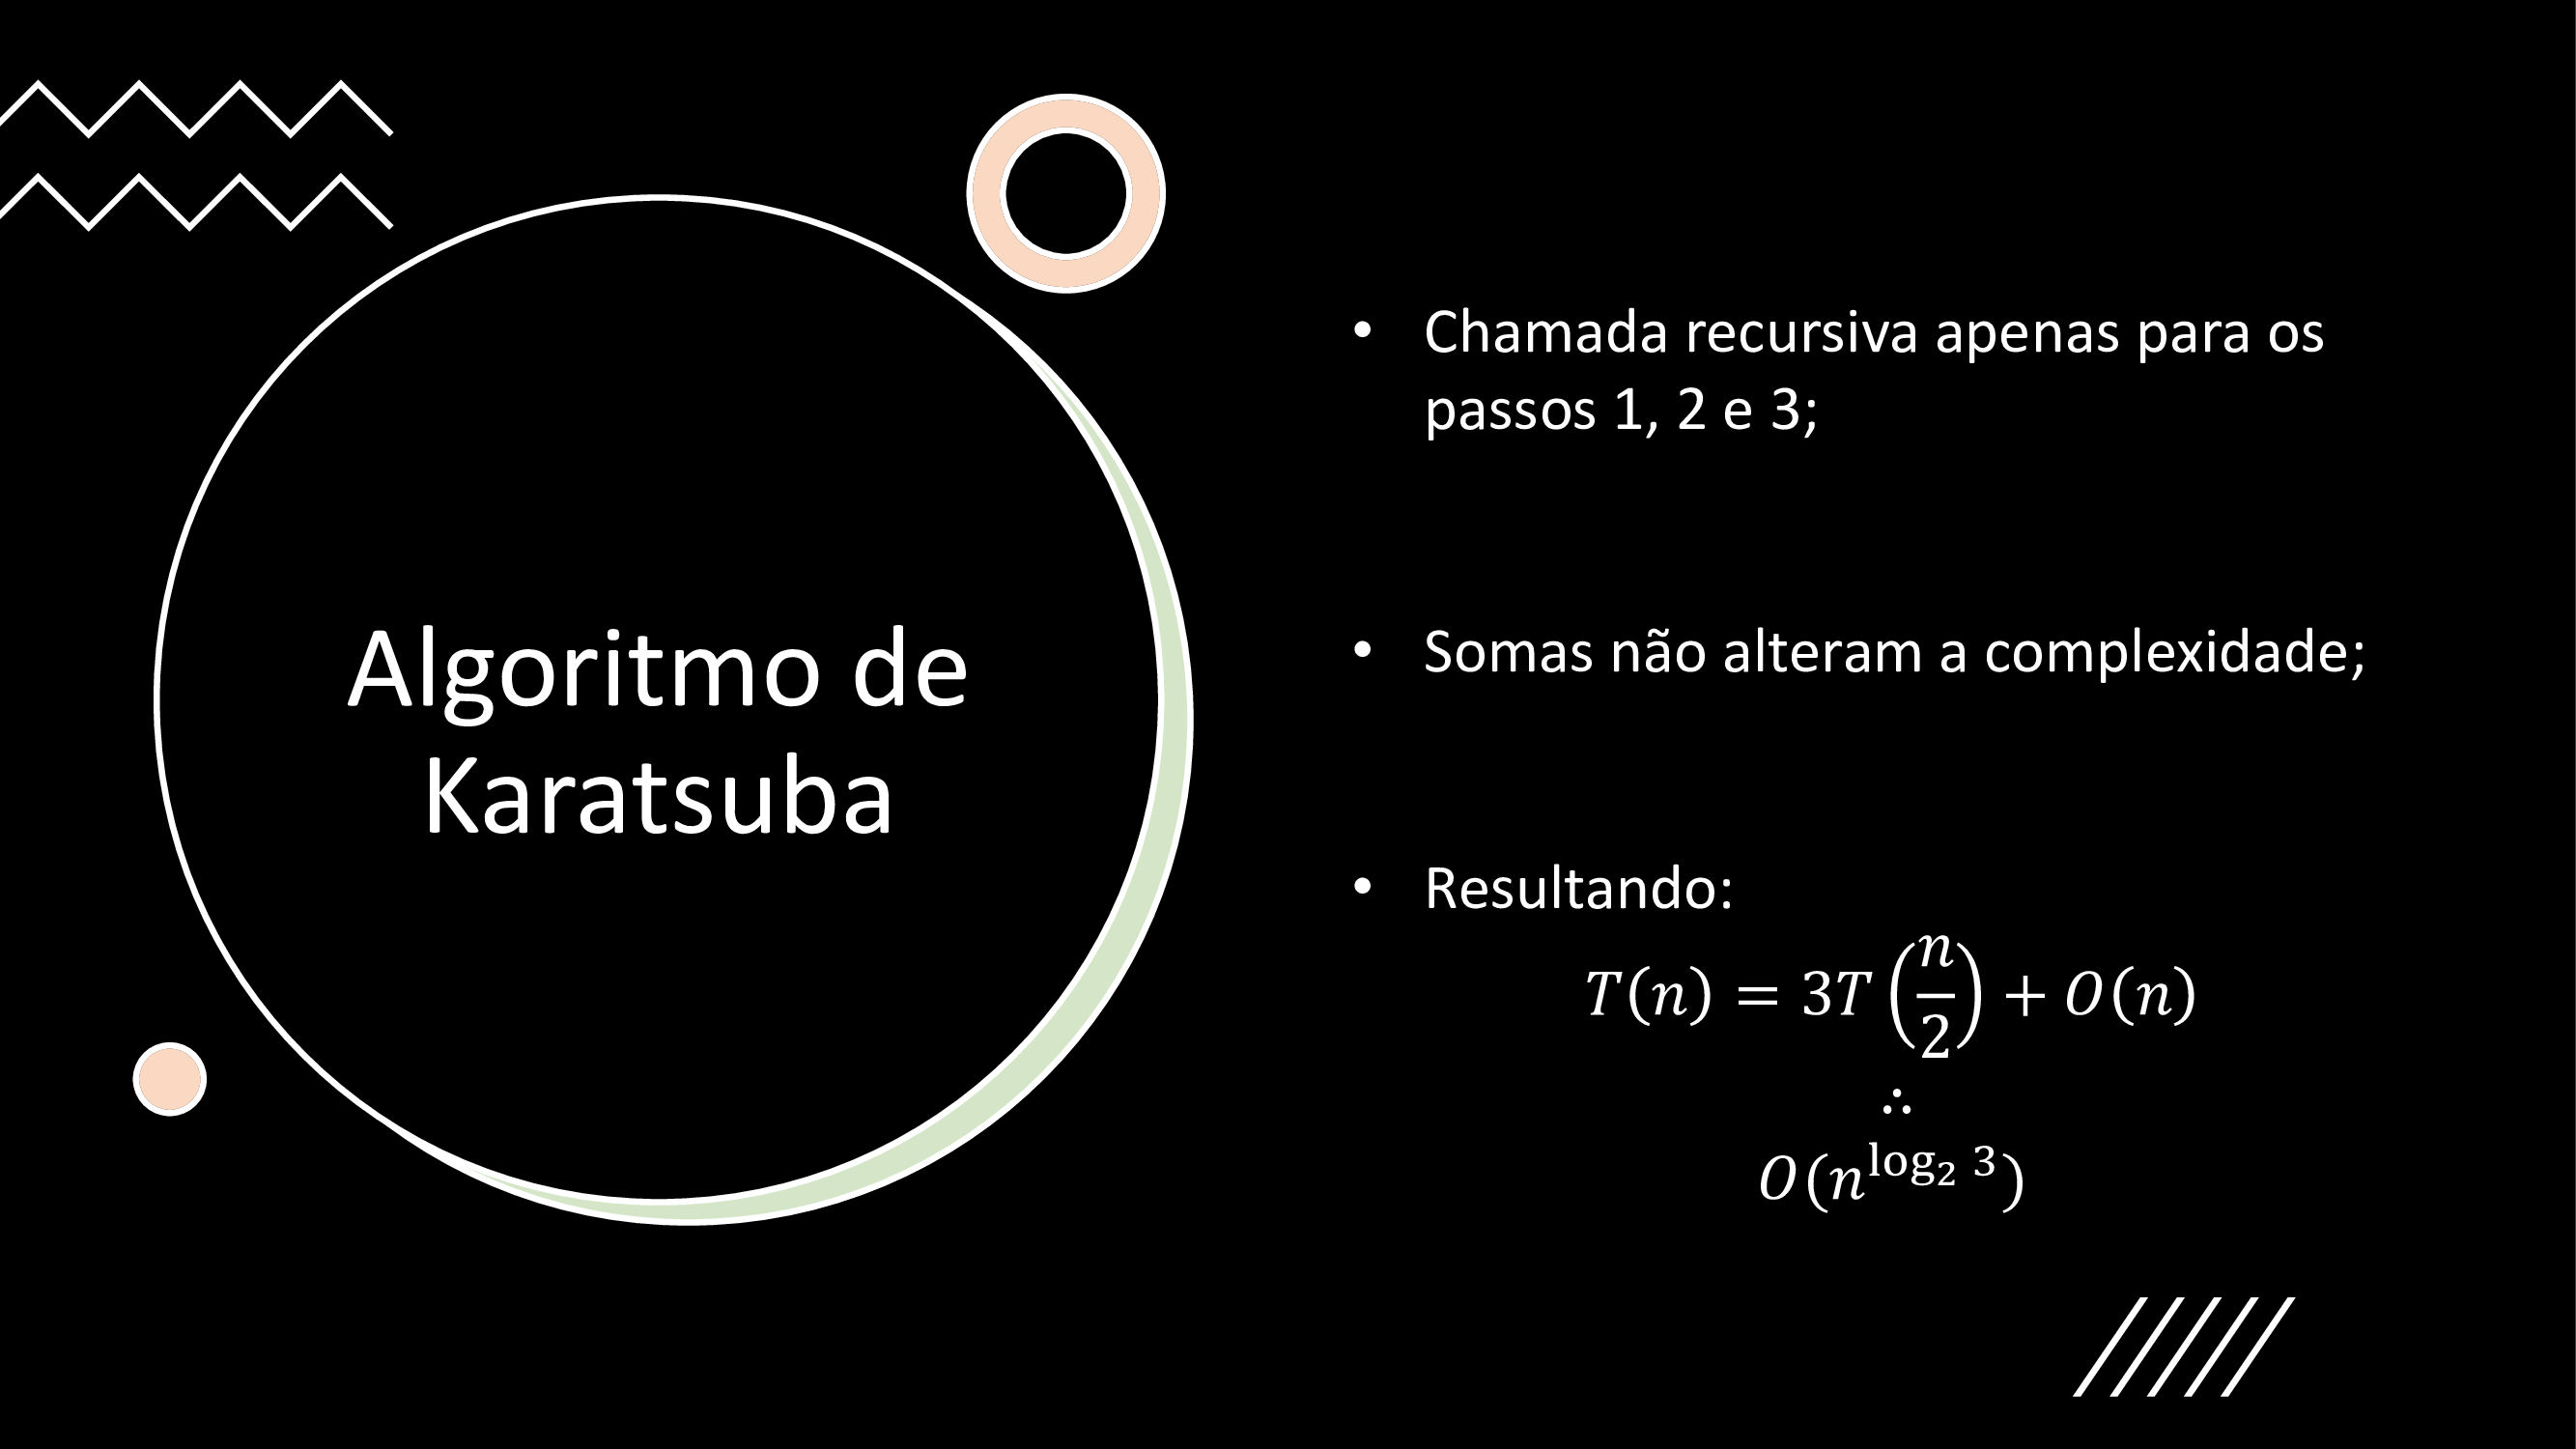 Algoritmo de
Karatsuba
• Chamada recursiva apenas para os
passos 1, 2 e 3;
• Somas não alteram a complexidade;
• Resultando:
$T(n) = 3T\left(\frac{n}{2}\right) + O(n)$
∴
$O(n^{\log_2 3})$